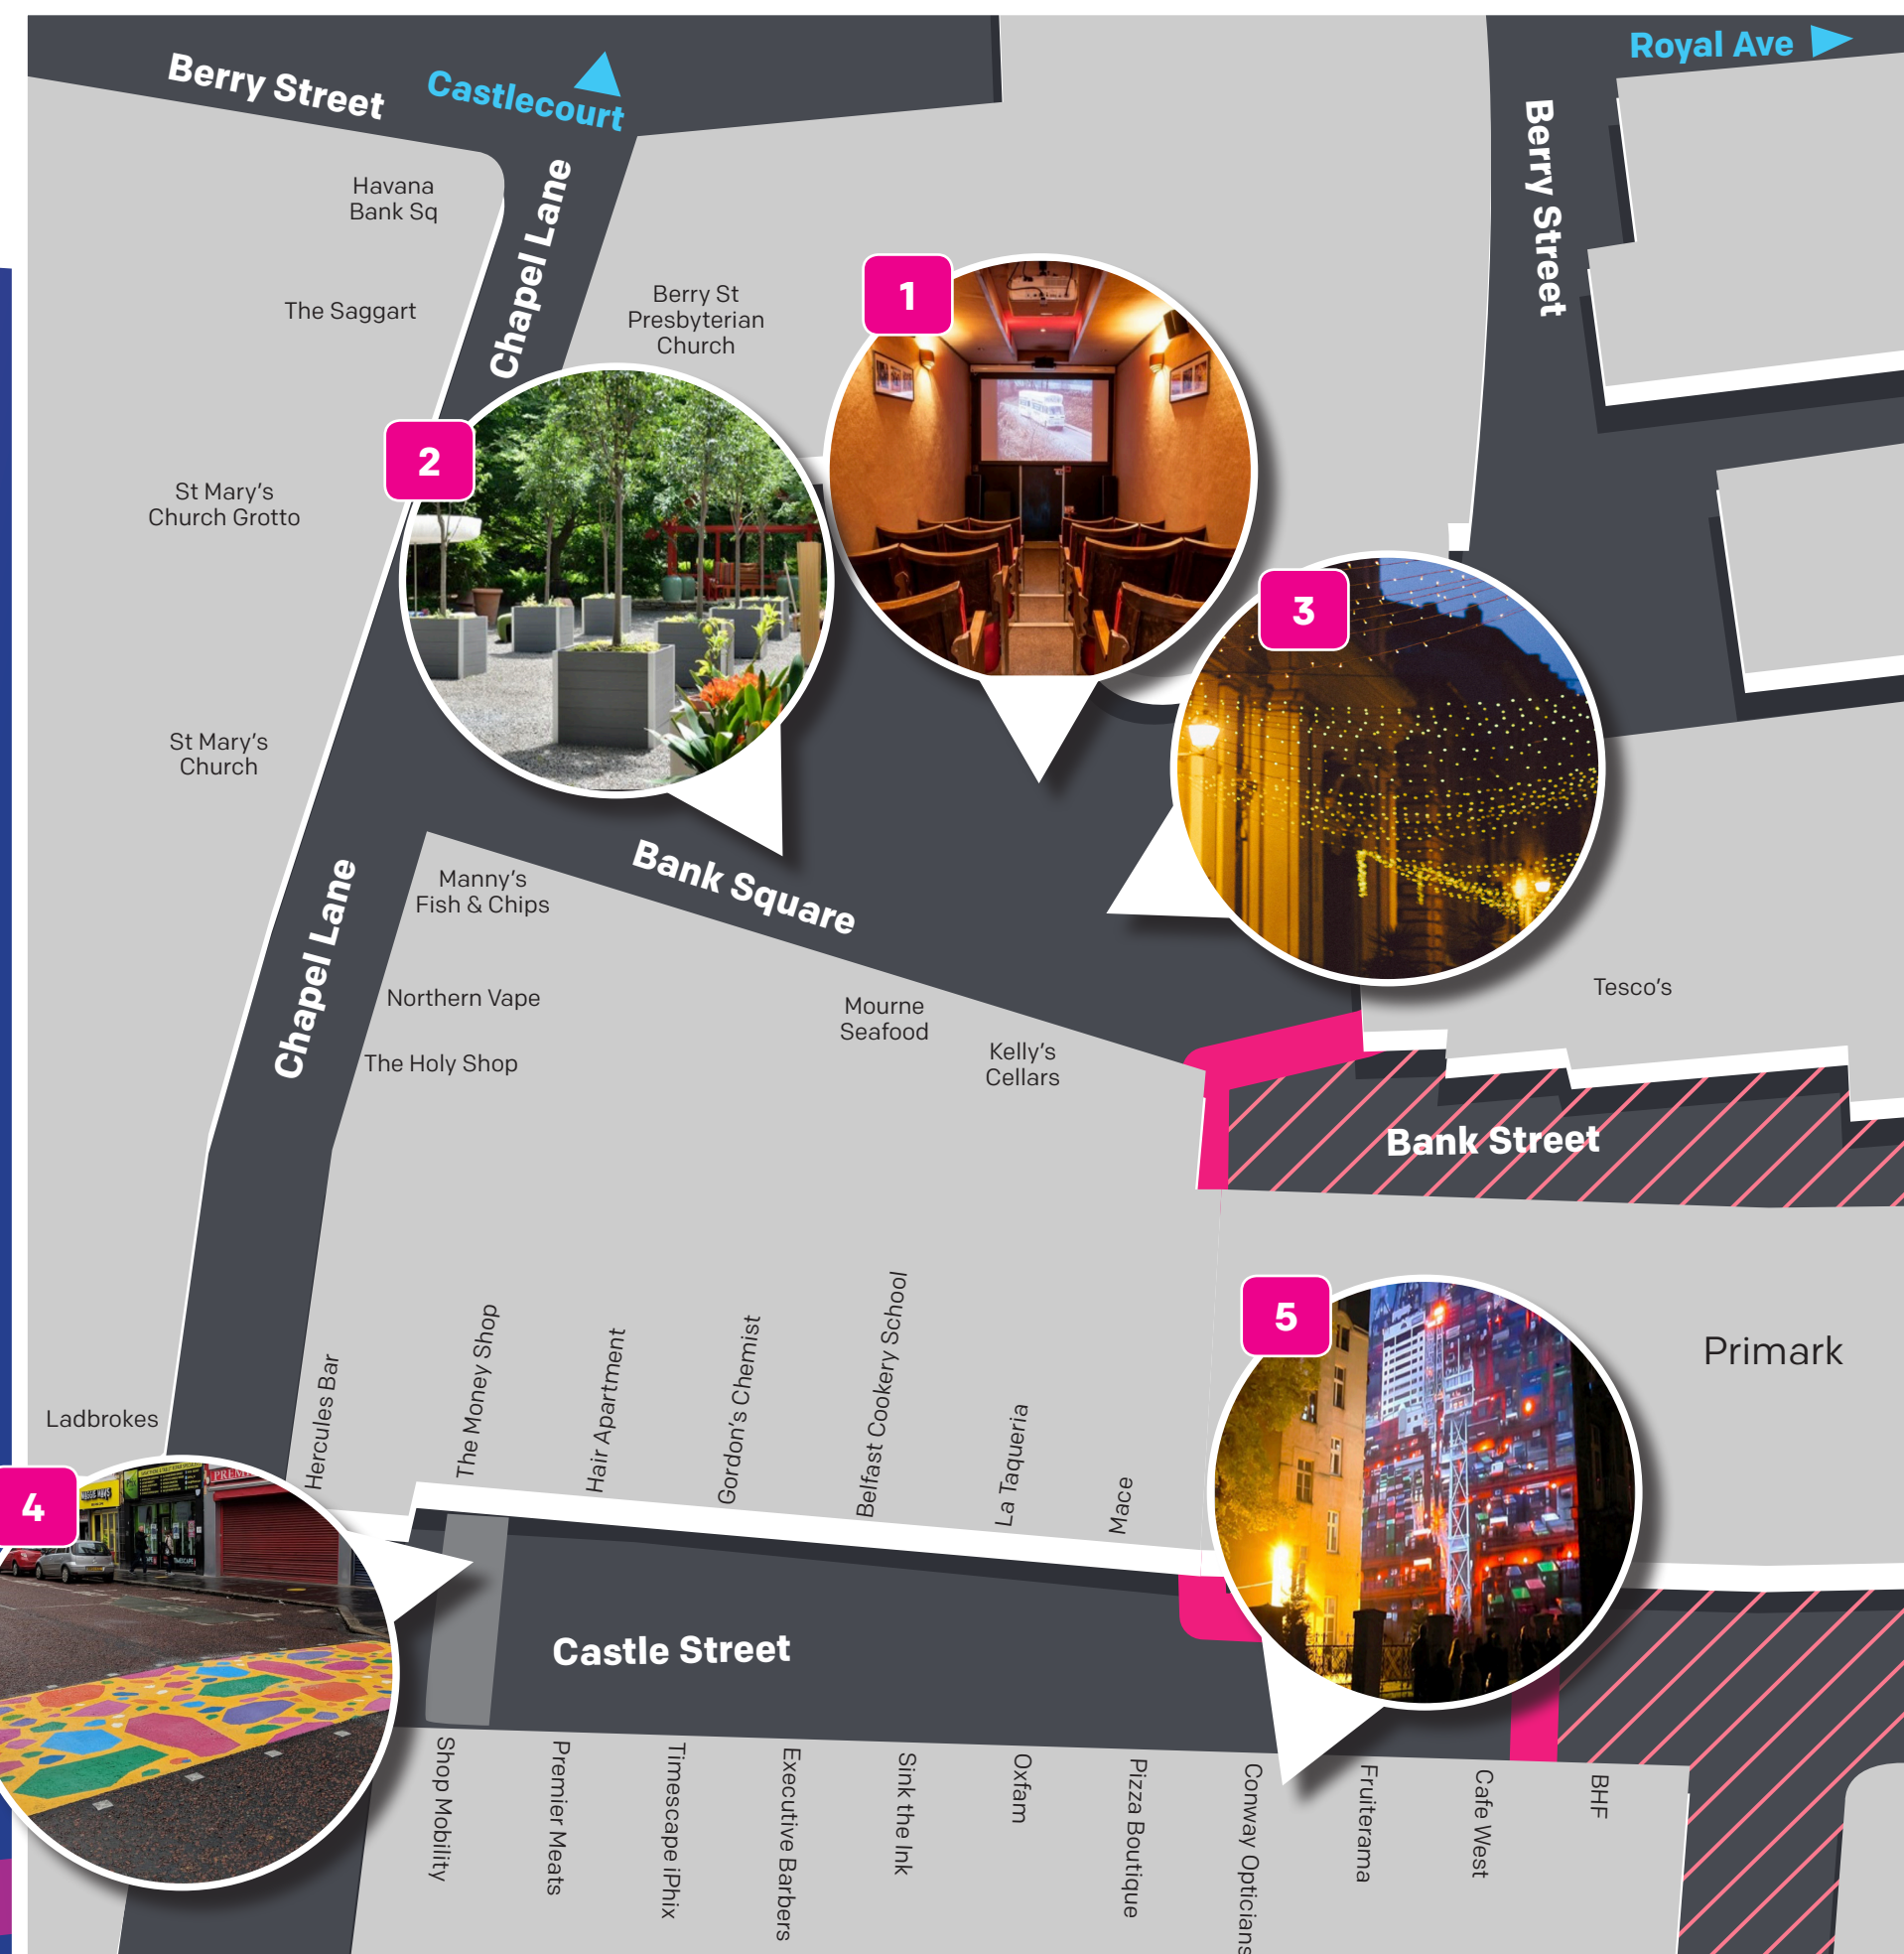 Royal Ave
Berry Street
Castlecourt
Berry Street
Chapel Lane
Havana
Bank Sq
The Saggart
Berry St
Presbyterian
Church
1
2
St Mary's
Church Grotto
3
St Mary's
Church
Bank Square
Manny's
Fish & Chips
Chapel Lane
Northern Vape
Mourne
Seafood
Tesco's
The Holy Shop
Kelly's
Cellars
Bank Street
5
Primark
Ladbrokes
Hercules Bar
The Money Shop
Hair Apartment
Gordon's Chemist
Belfast Cookery School
La Taqueria
Mace
4
PREM
Castle Street
Shop Mobility
Premier Meats
Timescape iPhix
Executive Barbers
Sink the Ink
Oxfam
Pizza Boutique
Conway Opticians
Fruiterama
Cafe West
BHF